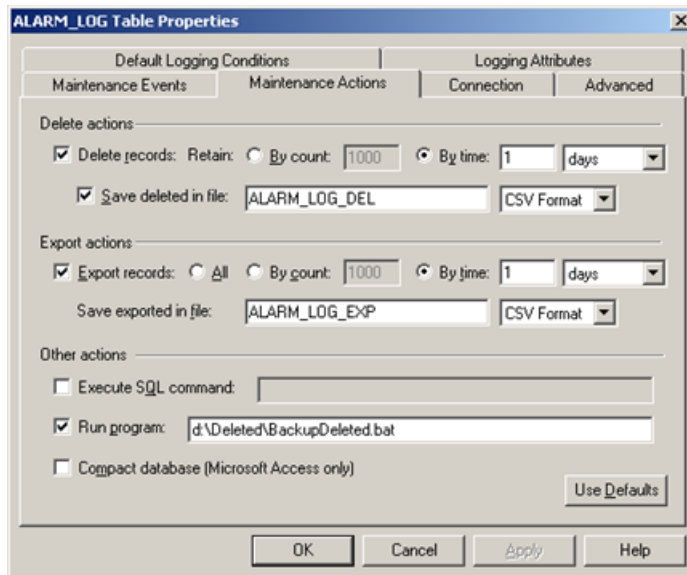 ALARM_LOG Table Properties
Default Logging Conditions Logging Attributes
Maintenance Events Maintenance Actions Connection Advanced
Delete actions
Delete records: Retain: By count: 1000 By time: 1 days
Save deleted in file: ALARM_LOG_DEL CSV Format
Export actions
Export records: All By count: 1000 By time: 1 days
Save exported in file: ALARM_LOG_EXP CSV Format
Other actions
Execute SQL command:
Run program: d:\Deleted\BackupDeleted.bat
Compact database (Microsoft Access only)
Use Defaults
OK Cancel Apply Help